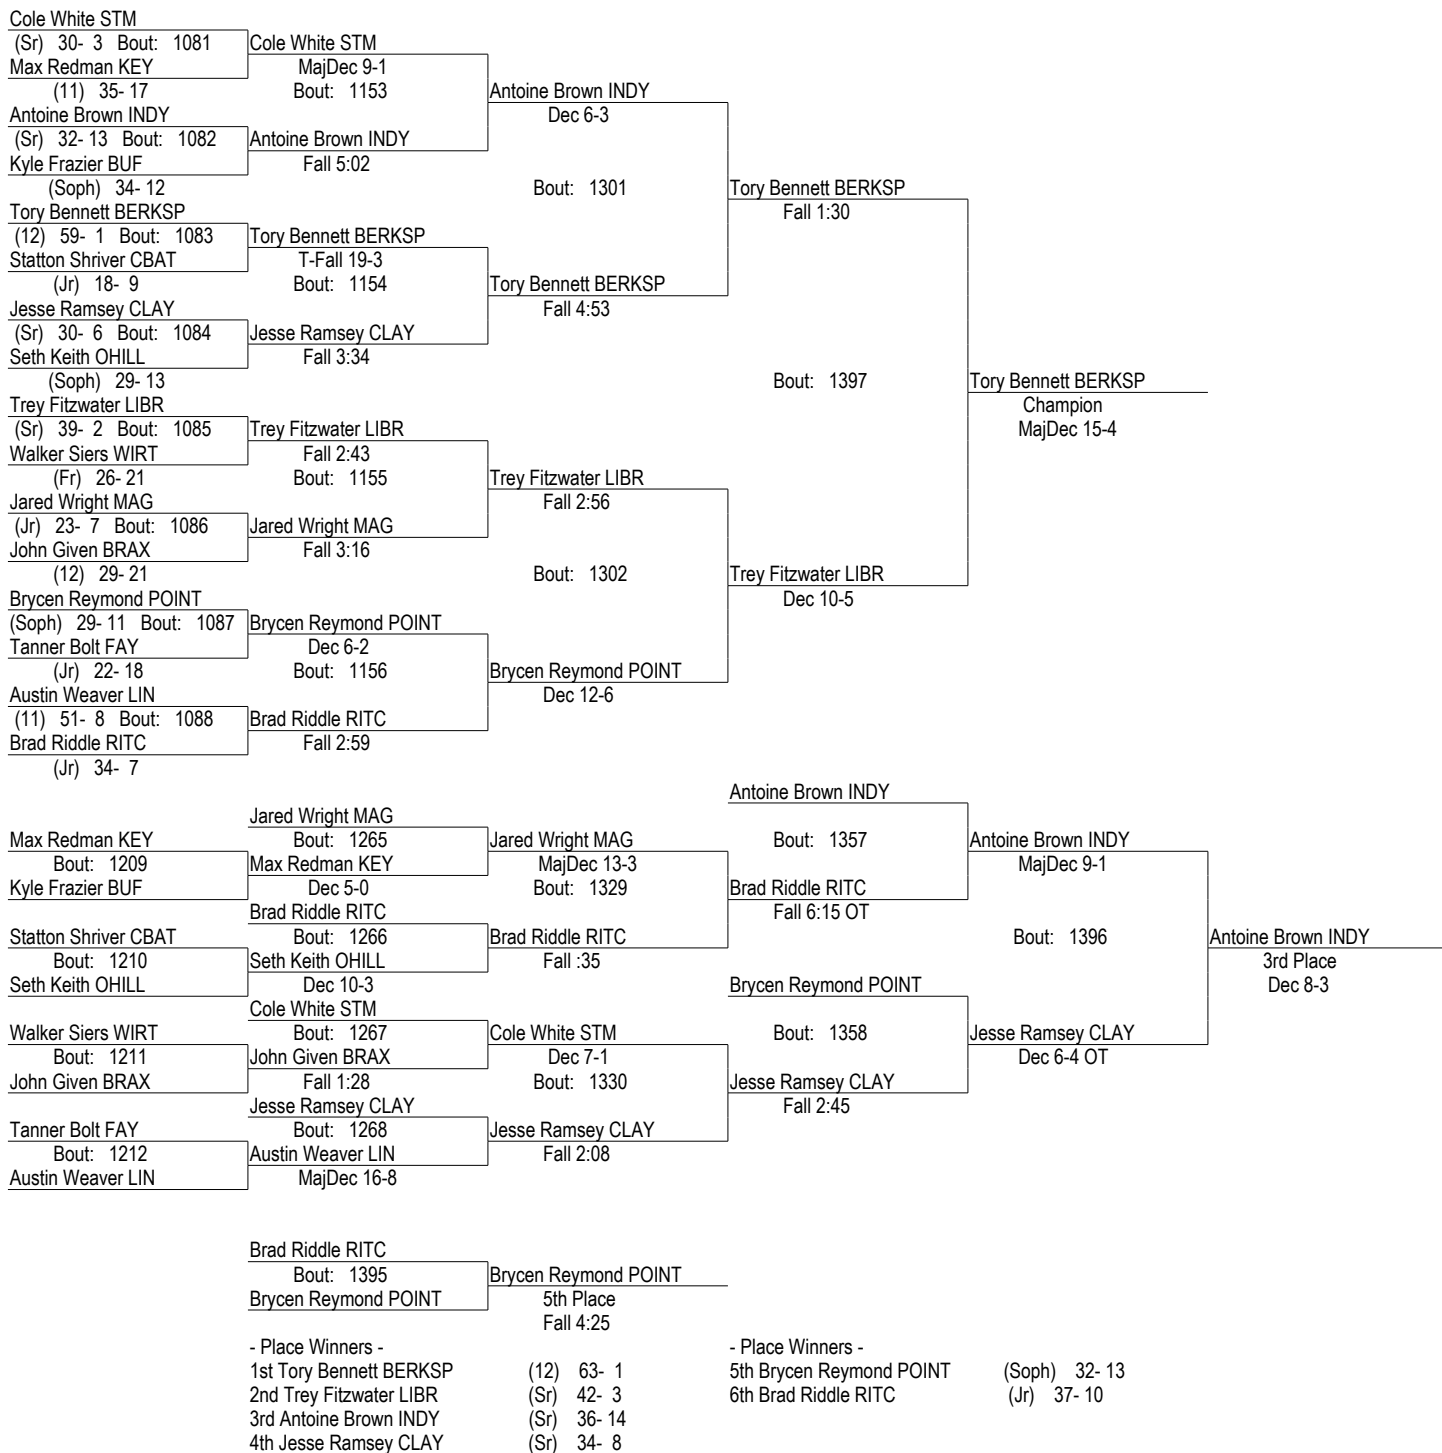 Cole White STM
(Sr) 30- 3 Bout: 1081 Cole White STM
Max Redman KEY MajDec 9-1
(11) 35- 17 Bout: 1153 Antoine Brown INDY
Antoine Brown INDY Dec 6-3
(Sr) 32- 13 Bout: 1082 Antoine Brown INDY
Kyle Frazier BUF Fall 5:02
(Soph) 34- 12 Bout: 1301 Tory Bennett BERKSP
Tory Bennett BERKSP Fall 1:30
(12) 59- 1 Bout: 1083 Tory Bennett BERKSP
Statton Shriver CBAT T-Fall 19-3
(Jr) 18- 9 Bout: 1154 Tory Bennett BERKSP
Jesse Ramsey CLAY Fall 4:53
(Sr) 30- 6 Bout: 1084 Jesse Ramsey CLAY
Seth Keith OHILL Fall 3:34
(Soph) 29- 13 Bout: 1397 Tory Bennett BERKSP
Trey Fitzwater LIBR Champion
(Sr) 39- 2 Bout: 1085 Trey Fitzwater LIBR MajDec 15-4
Walker Siers WIRT Fall 2:43
(Fr) 26- 21 Bout: 1155 Trey Fitzwater LIBR
Jared Wright MAG Fall 2:56
(Jr) 23- 7 Bout: 1086 Jared Wright MAG
John Given BRAX Fall 3:16
(12) 29- 21 Bout: 1302 Trey Fitzwater LIBR
Brycen Reymond POINT Dec 10-5
(Soph) 29- 11 Bout: 1087 Brycen Reymond POINT
Tanner Bolt FAY Dec 6-2
(Jr) 22- 18 Bout: 1156 Brycen Reymond POINT
Austin Weaver LIN Dec 12-6
(11) 51- 8 Bout: 1088 Brad Riddle RITC
Brad Riddle RITC Fall 2:59
(Jr) 34- 7
Antoine Brown INDY
Jared Wright MAG
Max Redman KEY Bout: 1265 Jared Wright MAG Bout: 1357 Antoine Brown INDY
Bout: 1209 Max Redman KEY MajDec 13-3 MajDec 9-1
Kyle Frazier BUF Dec 5-0 Bout: 1329 Brad Riddle RITC
Brad Riddle RITC Fall 6:15 OT
Statton Shriver CBAT Bout: 1266 Brad Riddle RITC Bout: 1396 Antoine Brown INDY
Bout: 1210 Seth Keith OHILL Fall :35 3rd Place
Seth Keith OHILL Dec 10-3 Brycen Reymond POINT Dec 8-3
Cole White STM
Walker Siers WIRT Bout: 1267 Cole White STM Bout: 1358 Jesse Ramsey CLAY
Bout: 1211 John Given BRAX Dec 7-1 Dec 6-4 OT
John Given BRAX Fall 1:28 Bout: 1330 Jesse Ramsey CLAY
Jesse Ramsey CLAY Fall 2:45
Tanner Bolt FAY Bout: 1268 Jesse Ramsey CLAY
Bout: 1212 Austin Weaver LIN Fall 2:08
Austin Weaver LIN MajDec 16-8
Brad Riddle RITC
Bout: 1395 Brycen Reymond POINT
Brycen Reymond POINT 5th Place
Fall 4:25
- Place Winners - - Place Winners -
1st Tory Bennett BERKSP (12) 63- 1 5th Brycen Reymond POINT (Soph) 32- 13
2nd Trey Fitzwater LIBR (Sr) 42- 3 6th Brad Riddle RITC (Jr) 37- 10
3rd Antoine Brown INDY (Sr) 36- 14
4th Jesse Ramsey CLAY (Sr) 34- 8